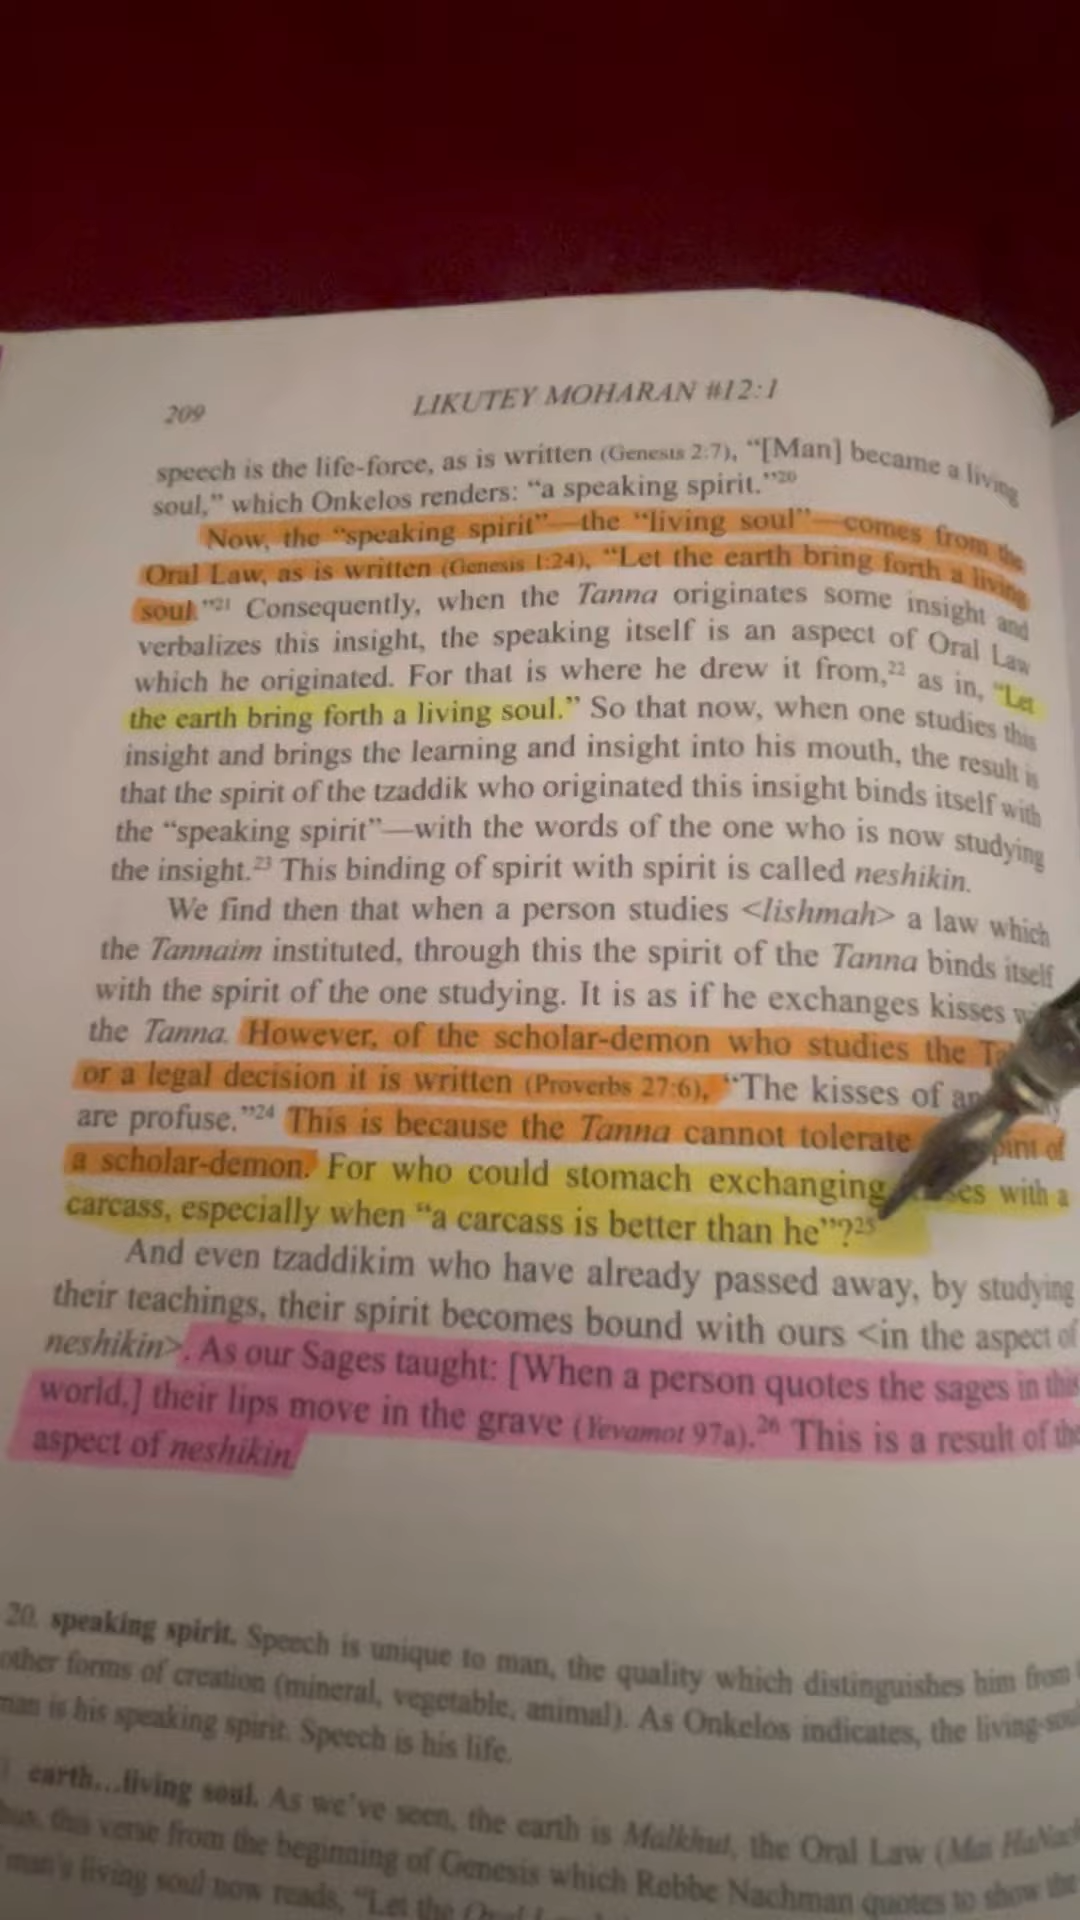 209 LIKUTEY MOHARAN #12:1
speech is the life-force, as is written (Genesis 2:7), “[Man] became a living
soul,” which Onkelos renders: “a speaking spirit.”20
Now, the “speaking spirit”—the “living soul”—comes from the
Oral Law, as is written (Genesis 1:24), “Let the earth bring forth a living
soul.”21 Consequently, when the Tanna originates some insight and
verbalizes this insight, the speaking itself is an aspect of Oral Law
which he originated. For that is where he drew it from,22 as in, “Let
the earth bring forth a living soul.” So that now, when one studies this
insight and brings the learning and insight into his mouth, the result is
that the spirit of the tzaddik who originated this insight binds itself with
the “speaking spirit”—with the words of the one who is now studying
the insight.23 This binding of spirit with spirit is called neshikin.
We find then that when a person studies <lishmah> a law which
the Tannaim instituted, through this the spirit of the Tanna binds itself
with the spirit of the one studying. It is as if he exchanges kisses
the Tanna. However, of the scholar-demon who studies the
or a legal decision it is written (Proverbs 27:6), “The kisses of
are profuse.”24 This is because the Tanna cannot tolerate of
a scholar-demon. For who could stomach exchanging with a
carcass, especially when “a carcass is better than he”?25
And even tzaddikim who have already passed away, by studying
their teachings, their spirit becomes bound with ours <in the aspect of
neshikin>. As our Sages taught: [When a person quotes the sages in this
world,] their lips move in the grave (Yevamot 97a).26 This is a result of the
aspect of neshikin.
20. speaking spirit. Speech is unique to man, the quality which distinguishes him from
other forms of creation (mineral, vegetable, animal). As Onkelos indicates, the
man is his speaking spirit. Speech is his life.
earth...living soul. As we’ve seen, the earth is Malkhut, the Oral Law
this verse from the beginning of Genesis which Rebbe Nachman quotes to show the
man’s living soul now reads, “Let the